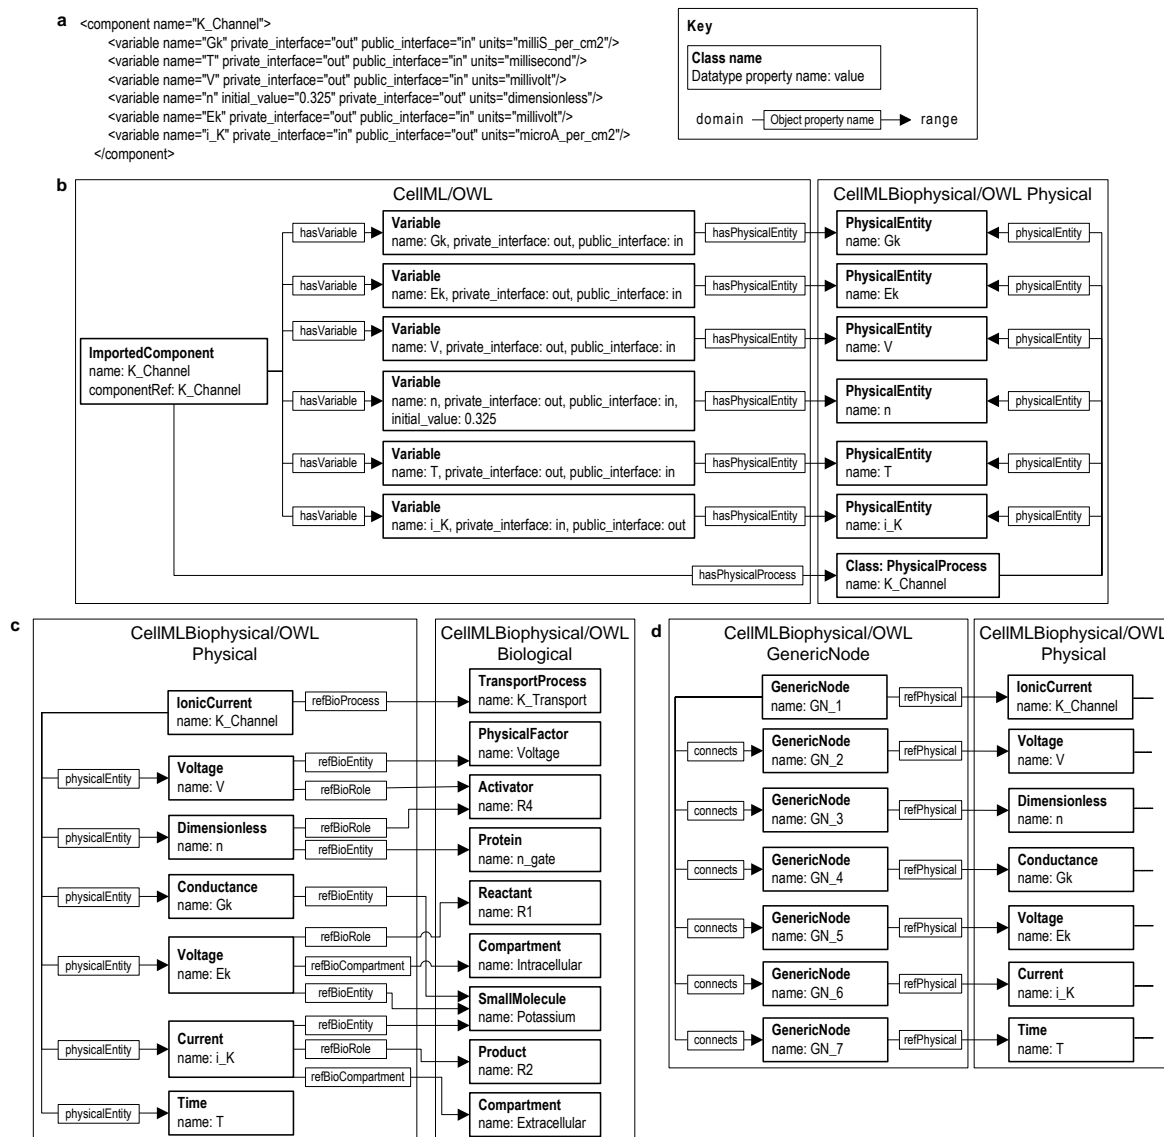 a
<component name="K_Channel">
<variable name="Gk" private_interface="out" public_interface="in" units="milliS_per_cm2"/>
<variable name="T" private_interface="out" public_interface="in" units="millisecond"/>
<variable name="V" private_interface="out" public_interface="in" units="millivolt"/>
<variable name="n" initial_value="0.325" private_interface="out" units="dimensionless"/>
<variable name="Ek" private_interface="out" public_interface="in" units="millivolt"/>
<variable name="i_K" private_interface="in" public_interface="out" units="microA_per_cm2"/>
</component>
Key
Class name
Datatype property name: value
domain Object property name range
b
CellML/OWL
CellMLBiophysical/OWL Physical
ImportedComponent
name: K_Channel
componentRef: K_Channel
hasVariable
Variable
name: Gk, private_interface: out, public_interface: in
hasPhysicalEntity
PhysicalEntity
name: Gk
physicalEntity
hasVariable
Variable
name: Ek, private_interface: out, public_interface: in
hasPhysicalEntity
PhysicalEntity
name: Ek
physicalEntity
hasVariable
Variable
name: V, private_interface: out, public_interface: in
hasPhysicalEntity
PhysicalEntity
name: V
physicalEntity
hasVariable
Variable
name: n, private_interface: out, public_interface: in,
initial_value: 0.325
hasPhysicalEntity
PhysicalEntity
name: n
physicalEntity
hasVariable
Variable
name: T, private_interface: out, public_interface: in
hasPhysicalEntity
PhysicalEntity
name: T
physicalEntity
hasVariable
Variable
name: i_K, private_interface: in, public_interface: out
hasPhysicalEntity
PhysicalEntity
name: i_K
physicalEntity
hasPhysicalProcess
Class: PhysicalProcess
name: K_Channel
c
CellMLBiophysical/OWL
Physical
CellMLBiophysical/OWL
Biological
IonicCurrent
name: K_Channel
refBioProcess
physicalEntity
Voltage
name: V
refBioEntity
refBioRole
physicalEntity
Dimensionless
name: n
refBioRole
refBioEntity
physicalEntity
Conductance
name: Gk
refBioEntity
physicalEntity
Voltage
name: Ek
refBioRole
refBioCompartment
refBioEntity
physicalEntity
Current
name: i_K
refBioEntity
refBioRole
refBioCompartment
physicalEntity
Time
name: T
TransportProcess
name: K_Transport
PhysicalFactor
name: Voltage
Activator
name: R4
Protein
name: n_gate
Reactant
name: R1
Compartment
name: Intracellular
SmallMolecule
name: Potassium
Product
name: R2
Compartment
name: Extracellular
d
CellMLBiophysical/OWL
GenericNode
CellMLBiophysical/OWL
Physical
GenericNode
name: GN_1
refPhysical
IonicCurrent
name: K_Channel
connects
GenericNode
name: GN_2
refPhysical
Voltage
name: V
connects
GenericNode
name: GN_3
refPhysical
Dimensionless
name: n
connects
GenericNode
name: GN_4
refPhysical
Conductance
name: Gk
connects
GenericNode
name: GN_5
refPhysical
Voltage
name: Ek
connects
GenericNode
name: GN_6
refPhysical
Current
name: i_K
connects
GenericNode
name: GN_7
refPhysical
Time
name: T